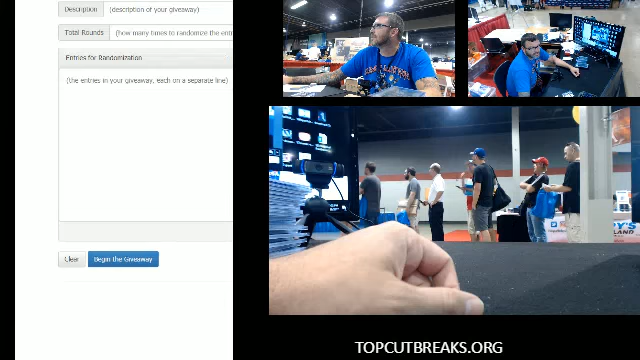 Description
(description of your giveaway)
Total Rounds
(how many times to randomize the entr
Entries for Randomization
(the entries in your giveaway, each on a separate line)
Clear
Begin the Giveaway
TOPCUTBREAKS.ORG